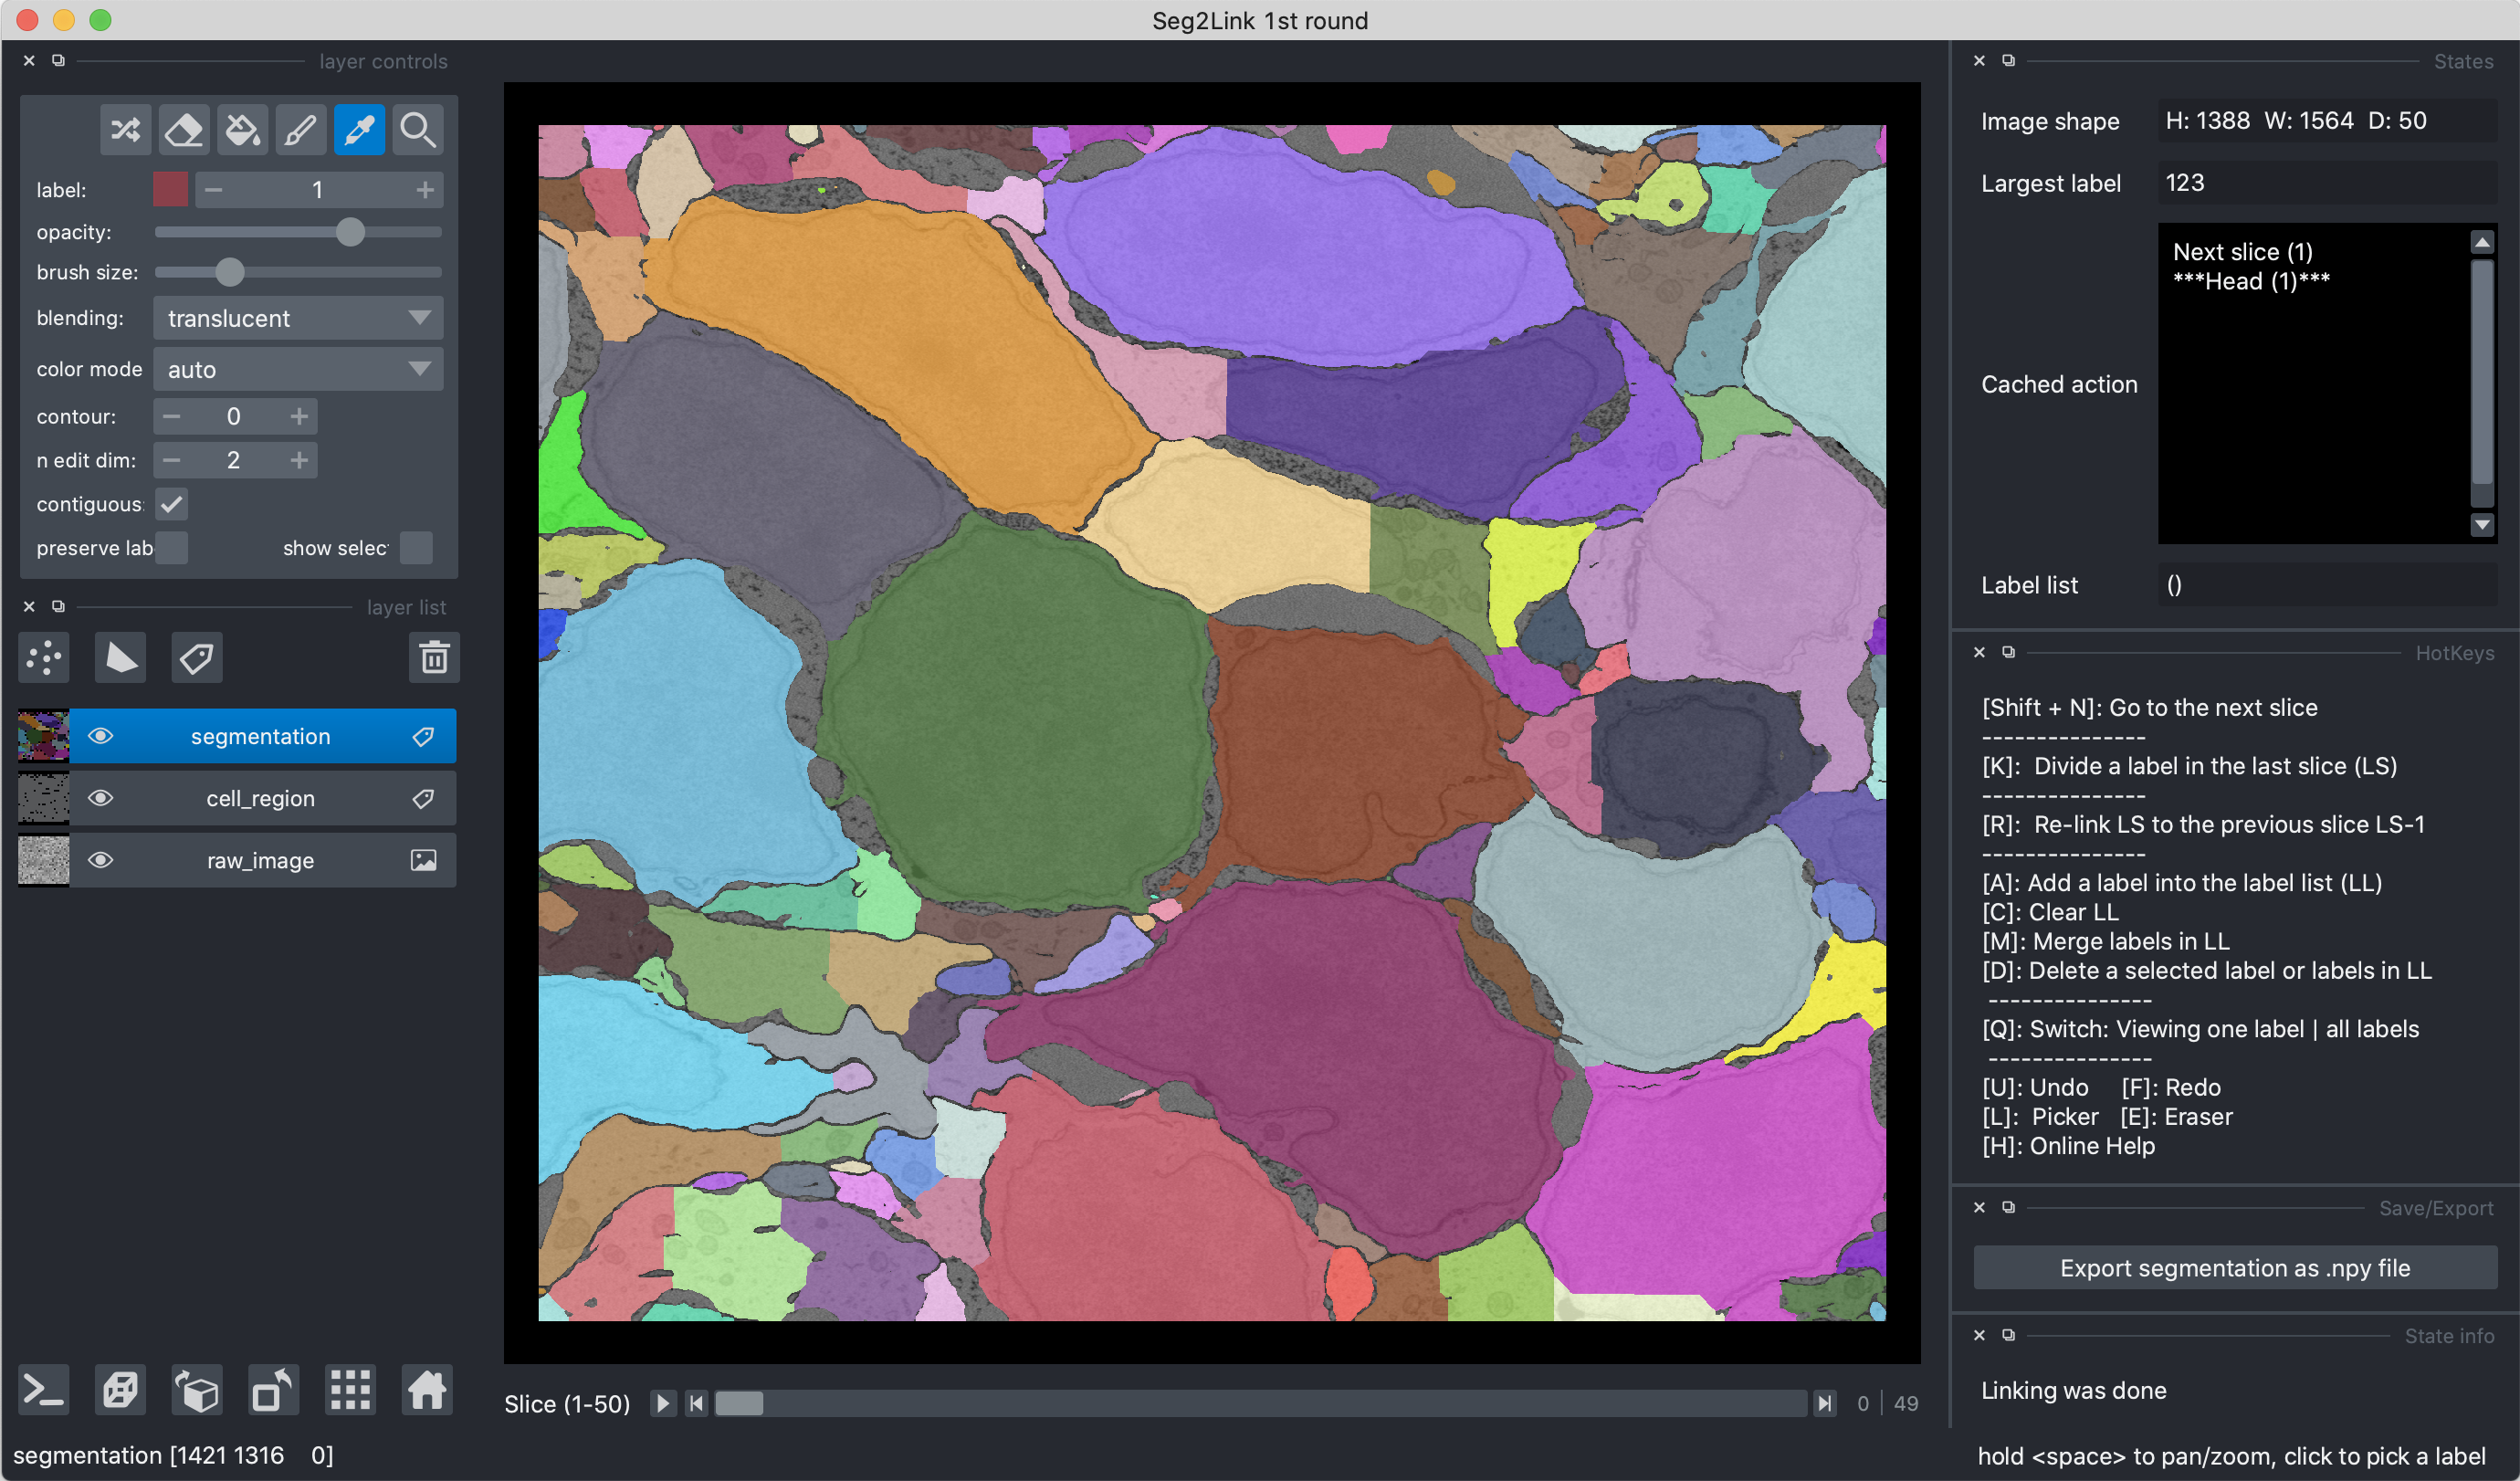 Seg2Link 1st round
layer controls
label:
1
opacity:
brush size:
blending:
translucent
color mode
auto
contour:
0
n edit dim:
2
contiguous:
preserve lab
show selec
layer list
segmentation
cell_region
raw_image
Slice (1-50)
0 | 49
segmentation [1421 1316 0]
States
Image shape
H: 1388 W: 1564 D: 50
Largest label
123
Cached action
Next slice (1)
***Head (1)***
Label list
()
HotKeys
[Shift + N]: Go to the next slice
---------------
[K]: Divide a label in the last slice (LS)
---------------
[R]: Re-link LS to the previous slice LS-1
---------------
[A]: Add a label into the label list (LL)
[C]: Clear LL
[M]: Merge labels in LL
[D]: Delete a selected label or labels in LL
---------------
[Q]: Switch: Viewing one label | all labels
---------------
[U]: Undo [F]: Redo
[L]: Picker [E]: Eraser
[H]: Online Help
Save/Export
Export segmentation as .npy file
State info
Linking was done
hold <space> to pan/zoom, click to pick a label